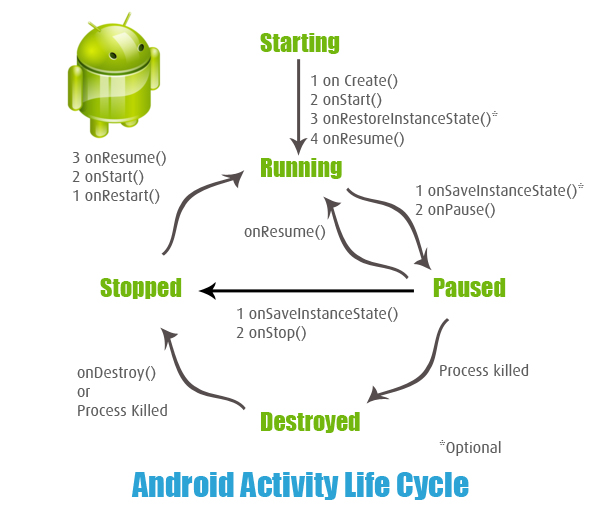 Starting
1 on Create()
2 onStart()
3 onRestoreInstanceState()*
4 onResume()
Running
3 onResume()
2 onStart()
1 onRestart()
1 onSaveInstanceState()*
2 onPause()
onResume()
Stopped
Paused
1 onSaveInstanceState()
2 onStop()
onDestroy()
or
Process Killed
Process killed
Destroyed
*Optional
Android Activity Life Cycle